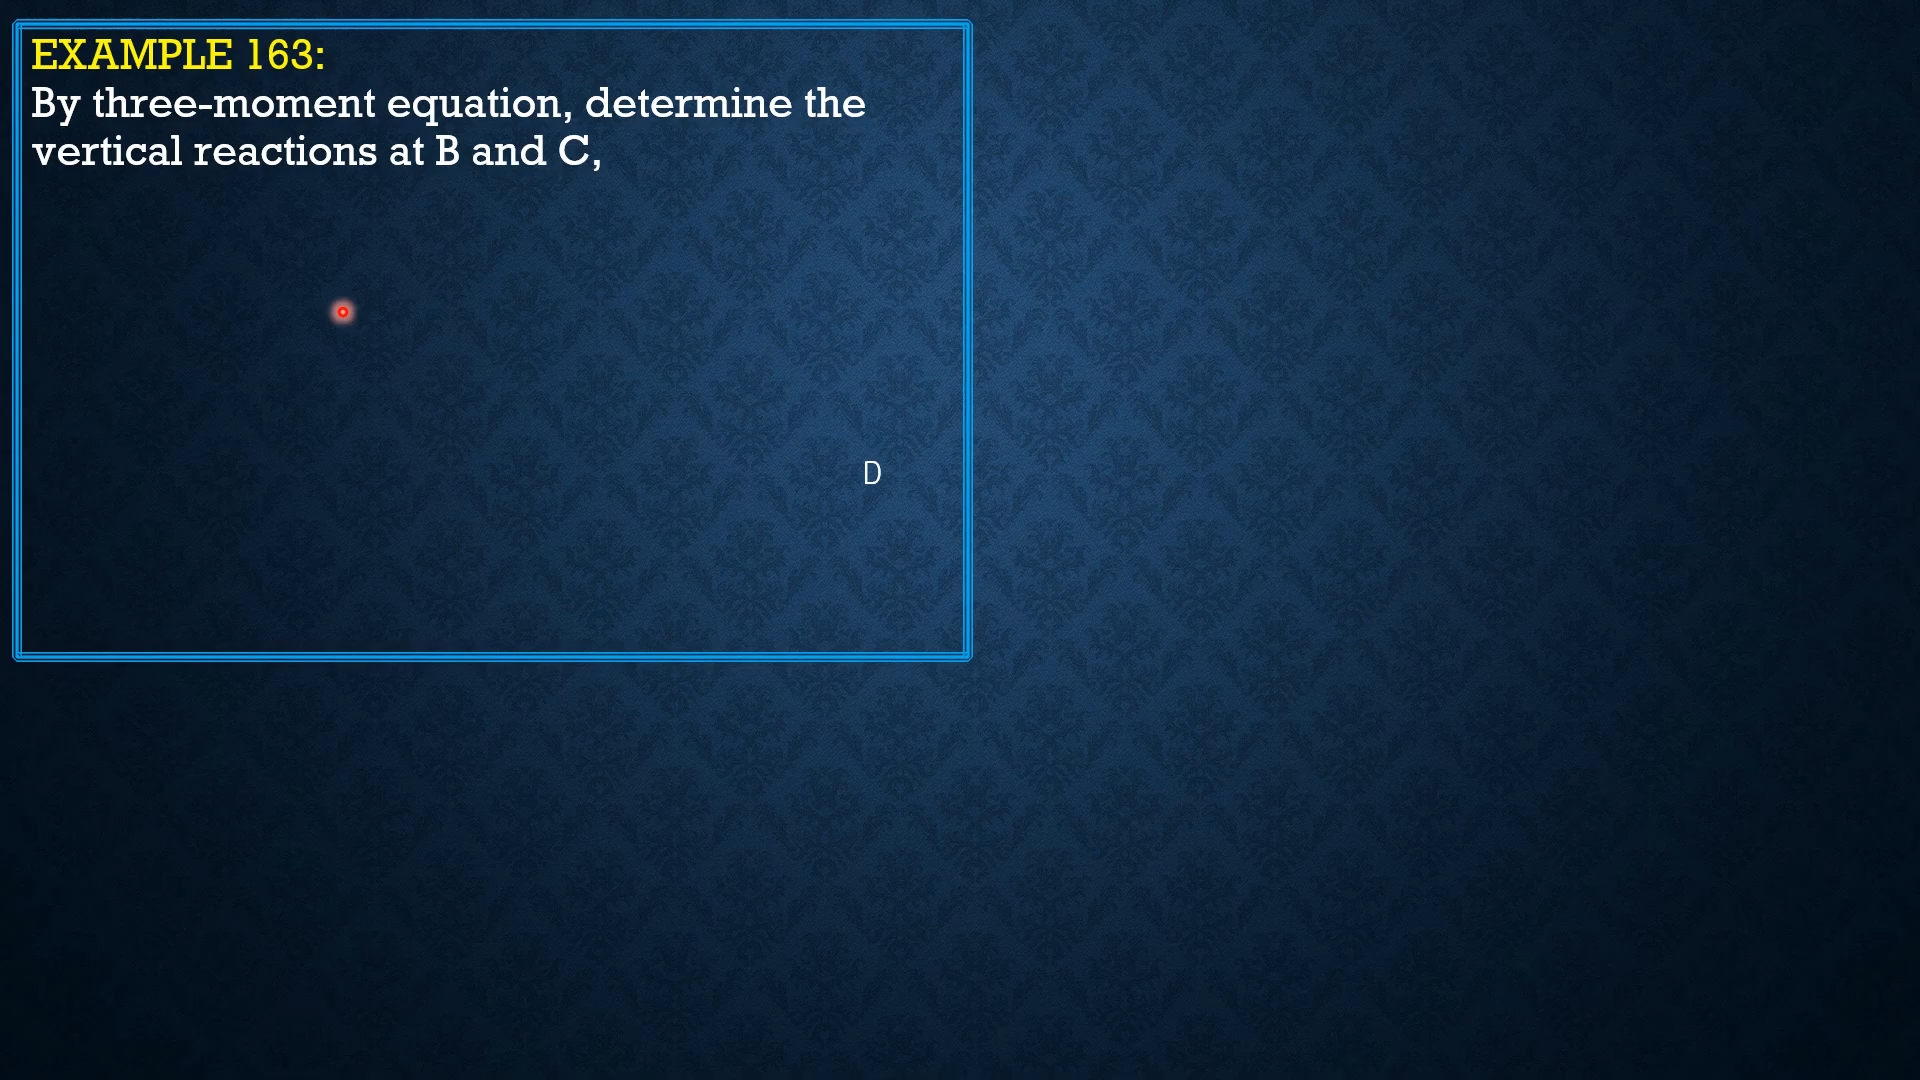 EXAMPLE 163:
By three-moment equation, determine the
vertical reactions at B and C,
D